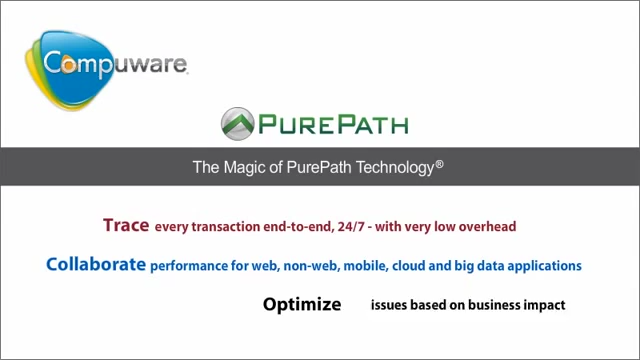 Compuware
PUREPATH
The Magic of PurePath Technology®
Trace every transaction end-to-end, 24/7 - with very low overhead
Collaborate performance for web, non-web, mobile, cloud and big data applications
Optimize issues based on business impact